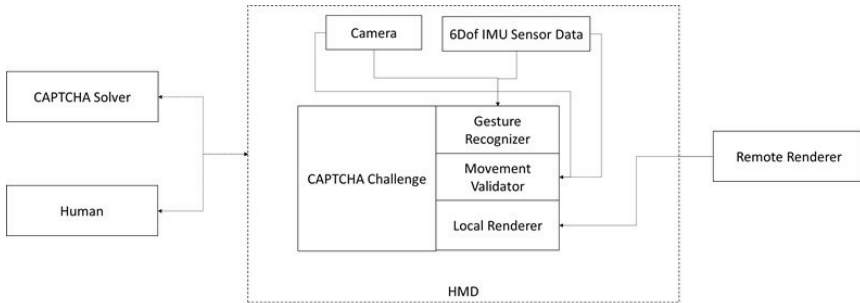 Camera
6Dof IMU Sensor Data
CAPTCHA Solver
Human
CAPTCHA Challenge
Gesture
Recognizer
Movement
Validator
Local Renderer
Remote Renderer
HMD